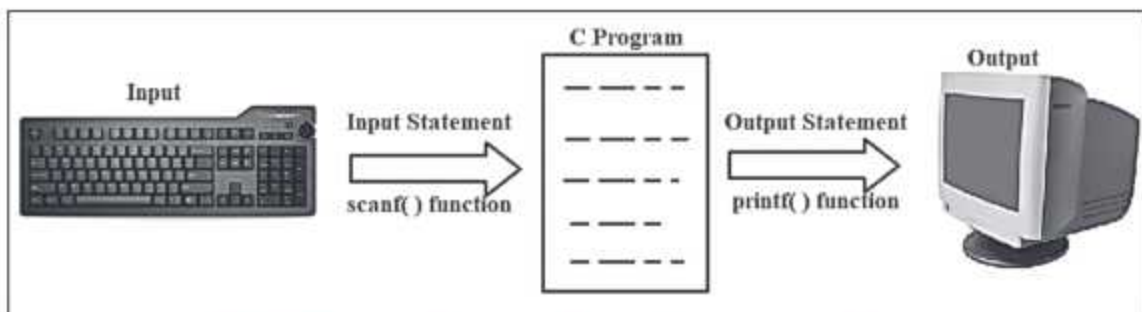 C Program
Input
Output
Input Statement
scanf( ) function
Output Statement
printf( ) function